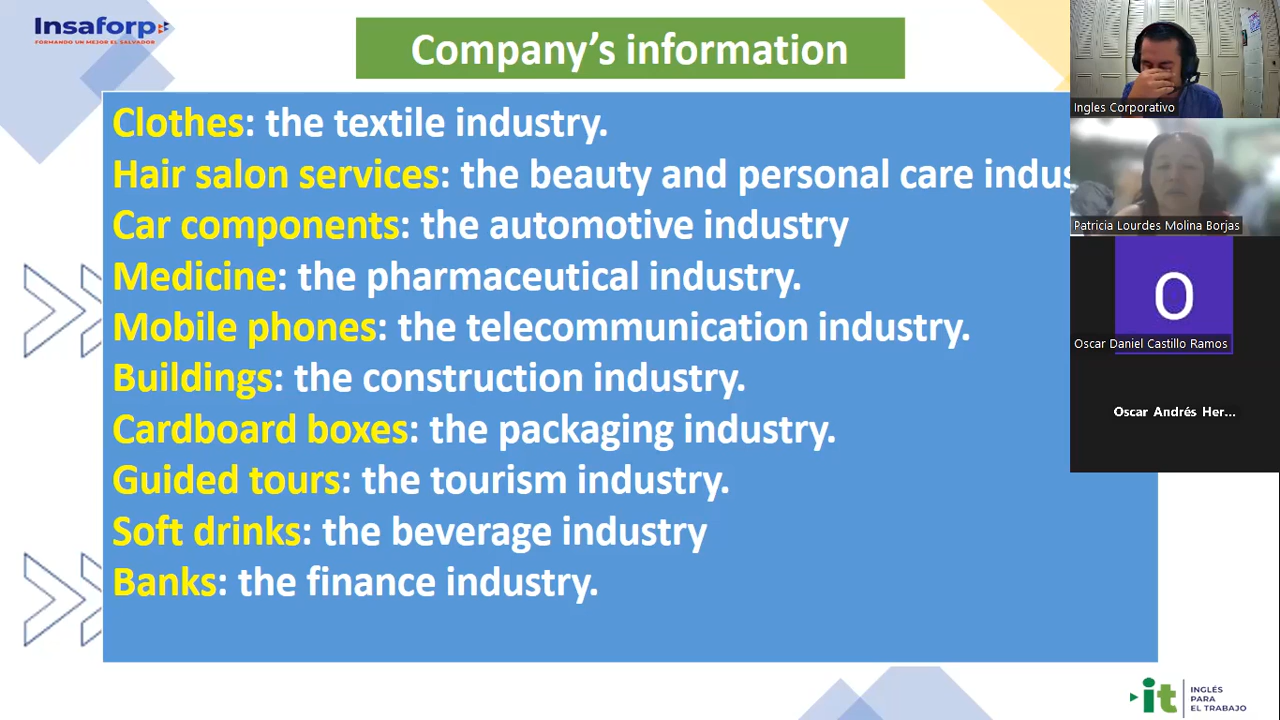 Insaforp
FORMANDO UN MEJOR EL SALVADOR
Company's information
Clothes: the textile industry.
Hair salon services: the beauty and personal care indus
Car components: the automotive industry
Medicine: the pharmaceutical industry.
Mobile phones: the telecommunication industry.
Buildings: the construction industry.
Cardboard boxes: the packaging industry.
Guided tours: the tourism industry.
Soft drinks: the beverage industry
Banks: the finance industry.
Ingles Corporativo
Patricia Lourdes Molina Borjas
O
Oscar Daniel Castillo Ramos
Oscar Andrés Her...
it
INGLÉS
PARA
EL TRABAJO